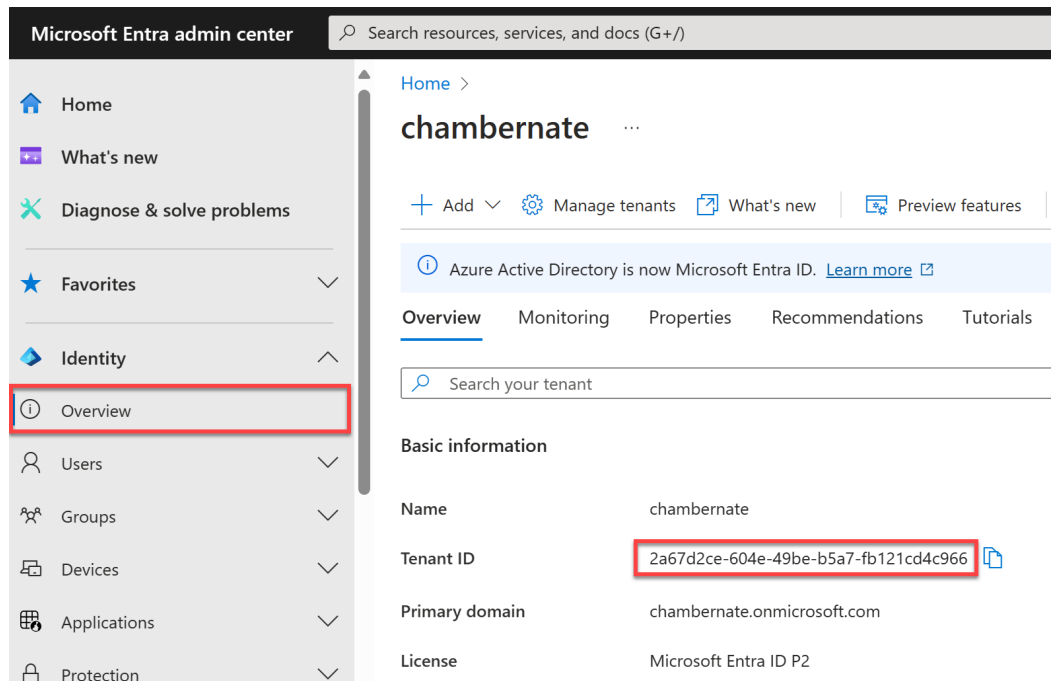 Microsoft Entra admin center
Search resources, services, and docs (G+/)
Home
What's new
Diagnose & solve problems
Favorites
Identity
Overview
Users
Groups
Devices
Applications
Protection
Home >
chambernate ...
Add Manage tenants What's new Preview features
Azure Active Directory is now Microsoft Entra ID. Learn more
Overview Monitoring Properties Recommendations Tutorials
Search your tenant
Basic information
Name chambernate
Tenant ID 2a67d2ce-604e-49be-b5a7-fb121cd4c966
Primary domain chambernate.onmicrosoft.com
License Microsoft Entra ID P2